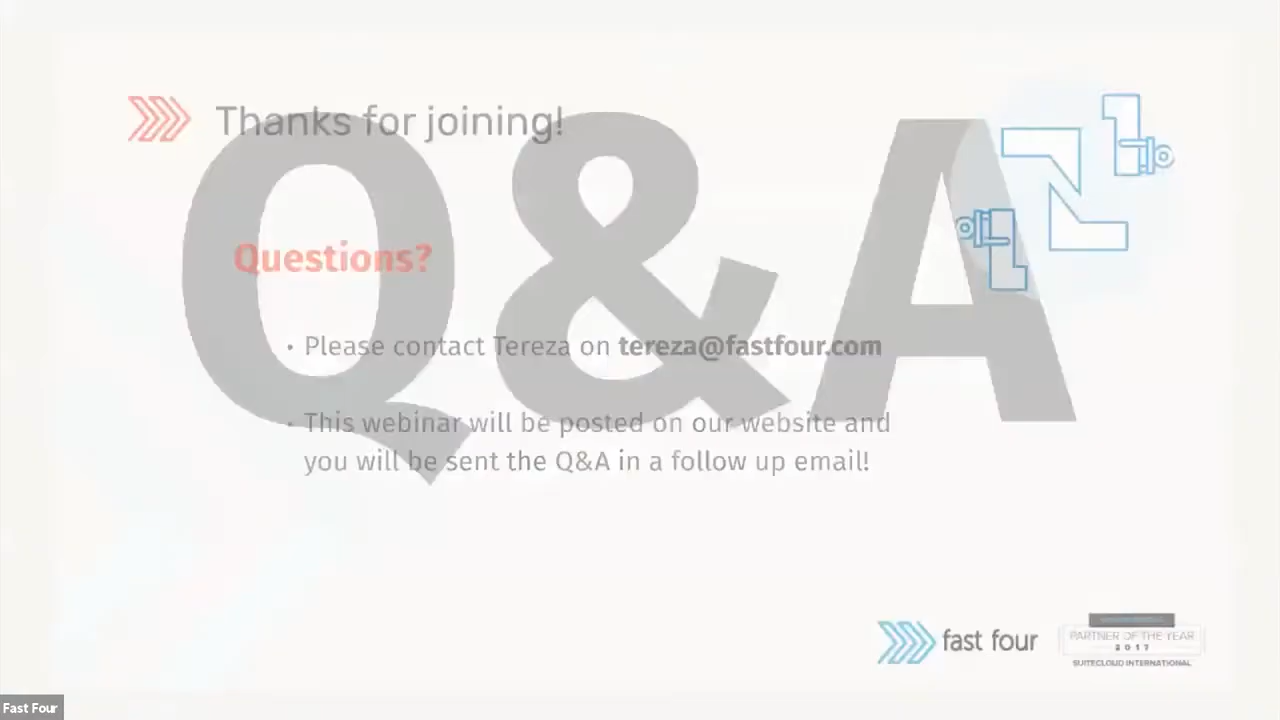 Thanks for joining!
Q&A
Questions?
• Please contact Tereza on tereza@fastfour.com
• This webinar will be posted on our website and
you will be sent the Q&A in a follow up email!
fast four
PARTNER OF THE YEAR
2017
SUITECLOUD INTERNATIONAL
Fast Four